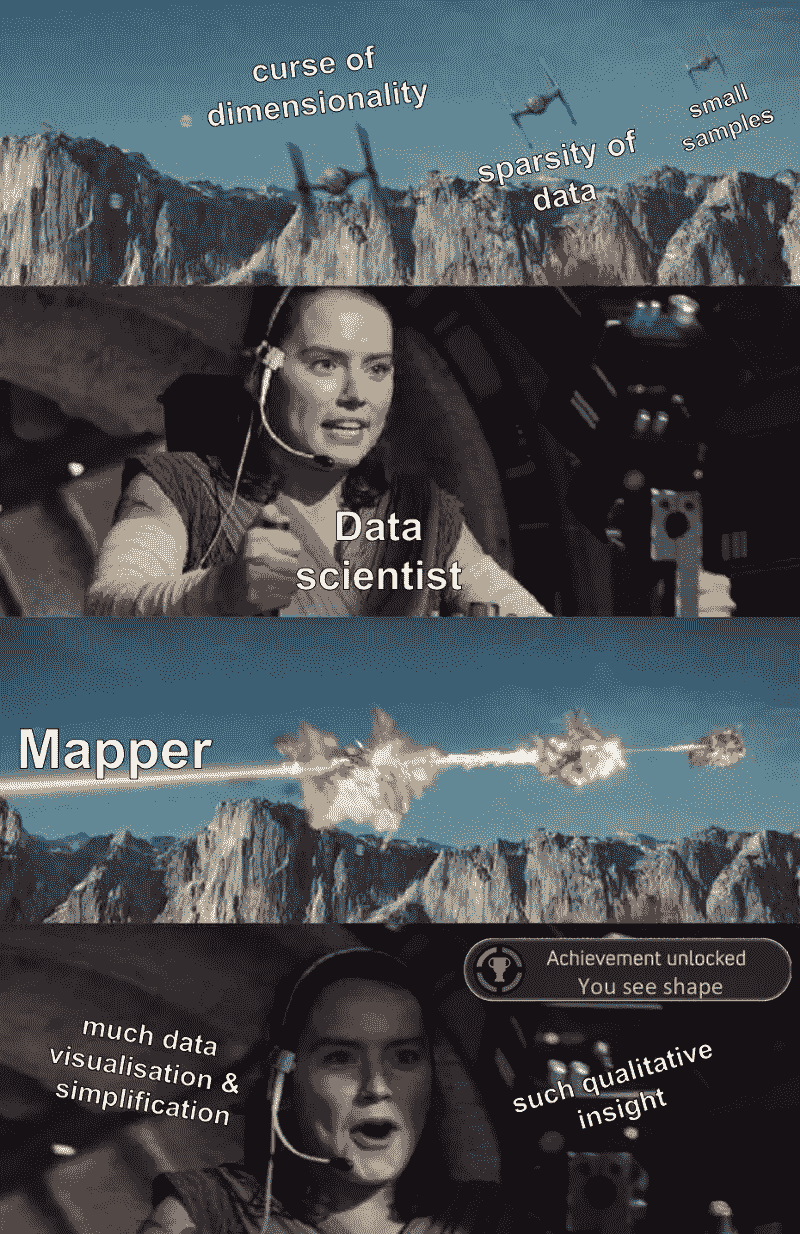 curse of
dimensionality
sparsity of
data
small
samples
Data
scientist
Mapper
Achievement unlocked
You see shape
much data
visualisation &
simplification
such qualitative
insight